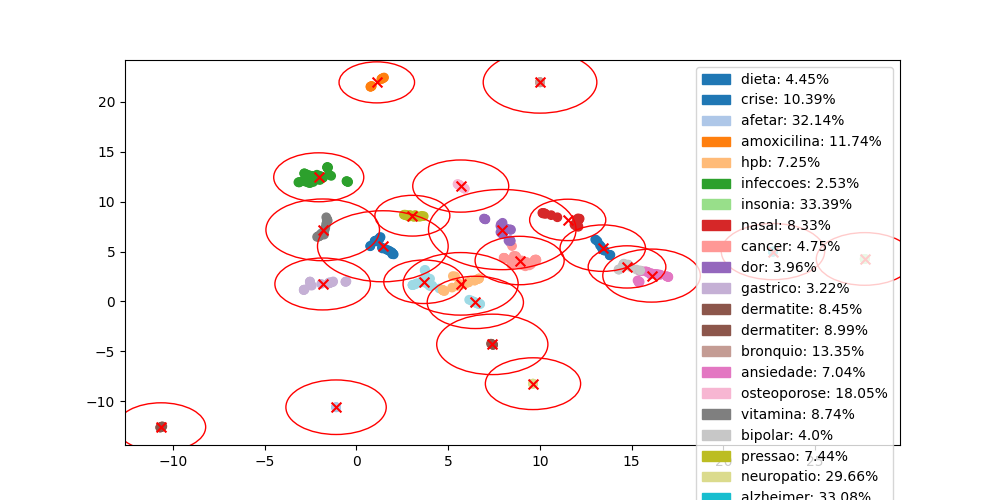 20
15
10
5
0
−5
−10
−10
−5
0
5
10
15
20
25
dieta: 4.45%
crise: 10.39%
afetar: 32.14%
amoxicilina: 11.74%
hpb: 7.25%
infeccoes: 2.53%
insonia: 33.39%
nasal: 8.33%
cancer: 4.75%
dor: 3.96%
gastrico: 3.22%
dermatite: 8.45%
dermatiter: 8.99%
bronquio: 13.35%
ansiedade: 7.04%
osteoporose: 18.05%
vitamina: 8.74%
bipolar: 4.0%
pressao: 7.44%
neuropatio: 29.66%
alzheimer: 33.08%